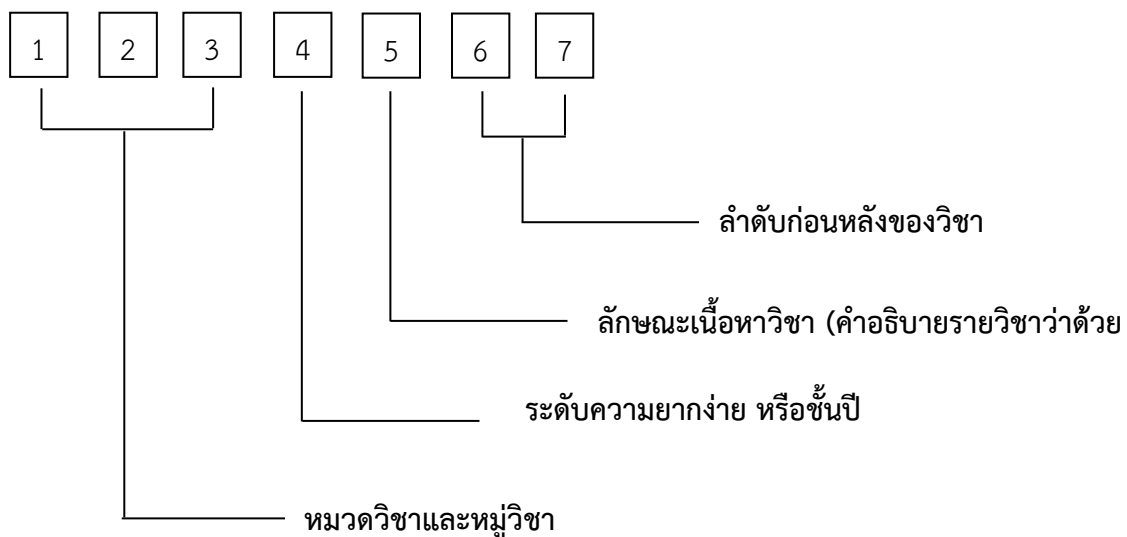 1 2 3 4 5 6 7
ลำดับก่อนหลังของวิชา
ลักษณะเนื้อหาวิชา (คำอธิบายรายวิชาว่าด้วย
ระดับความยากง่าย หรือชั้นปี
หมวดวิชาและหมู่วิชา